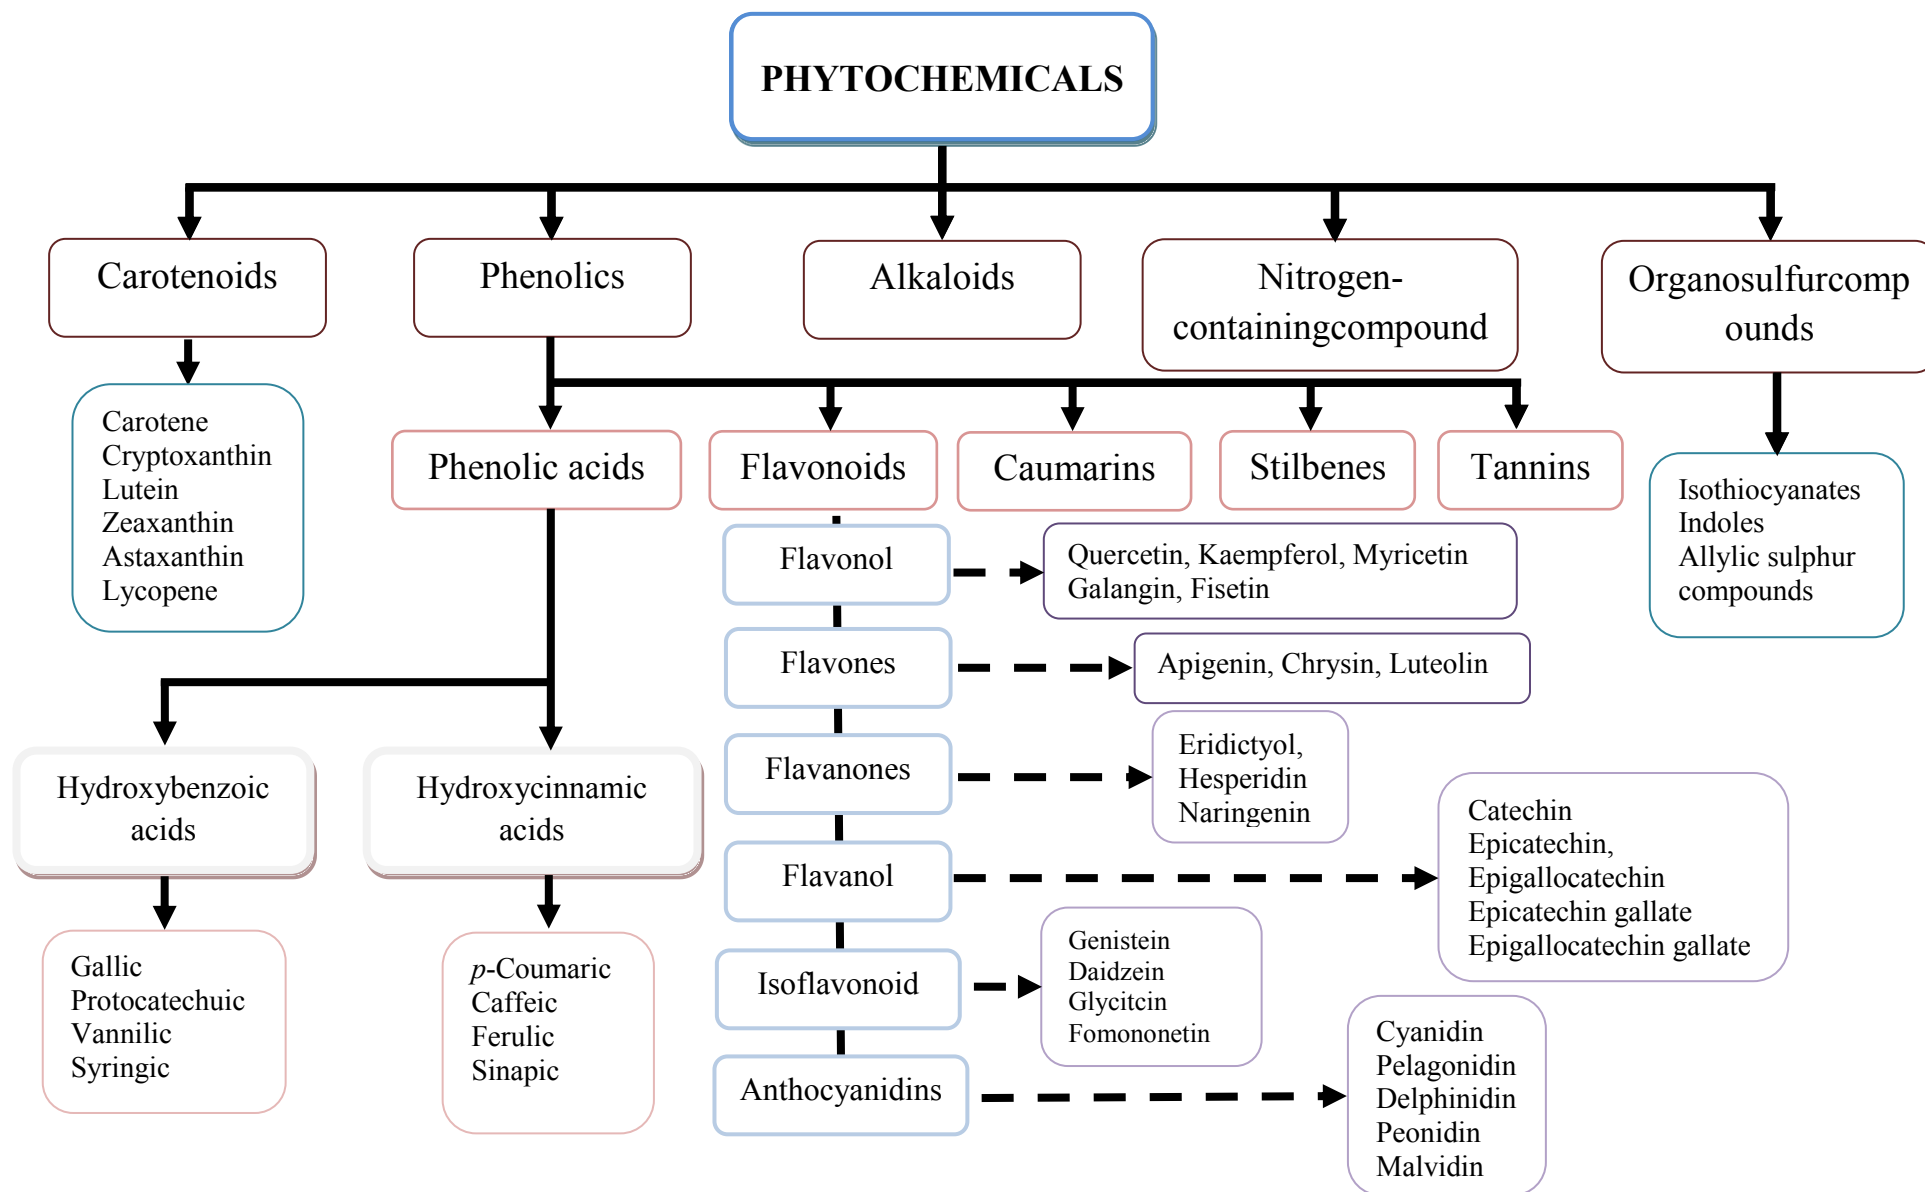 PHYTOCHEMICALS
Carotenoids
Phenolics
Alkaloids
Nitrogen-
containingcompound
Organosulfurcomp
ounds
Carotene
Cryptoxanthin
Lutein
Zeaxanthin
Astaxanthin
Lycopene
Phenolic acids
Flavonoids
Caumarins
Stilbenes
Tannins
Isothiocyanates
Indoles
Allylic sulphur
compounds
Flavonol
Quercetin, Kaempferol, Myricetin
Galangin, Fisetin
Flavones
Apigenin, Chrysin, Luteolin
Flavanones
Eridictyol,
Hesperidin
Naringenin
Hydroxybenzoic
acids
Hydroxycinnamic
acids
Flavanol
Catechin
Epicatechin,
Epigallocatechin
Epicatechin gallate
Epigallocatechin gallate
Gallic
Protocatechuic
Vannilic
Syringic
p-Coumaric
Caffeic
Ferulic
Sinapic
Isoflavonoid
Genistein
Daidzein
Glycitcin
Fomononetin
Anthocyanidins
Cyanidin
Pelagonidin
Delphinidin
Peonidin
Malvidin